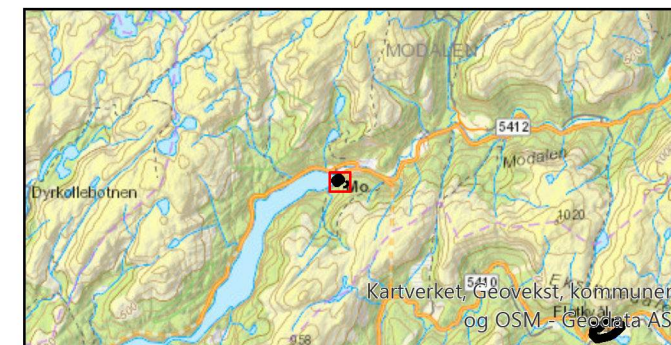 MODALEN
5412
Modalen
Mo
Dyrkollebotnen
1020
5410
Kartverket, Geovekst, kommuner
og OSM - Geodata AS
958